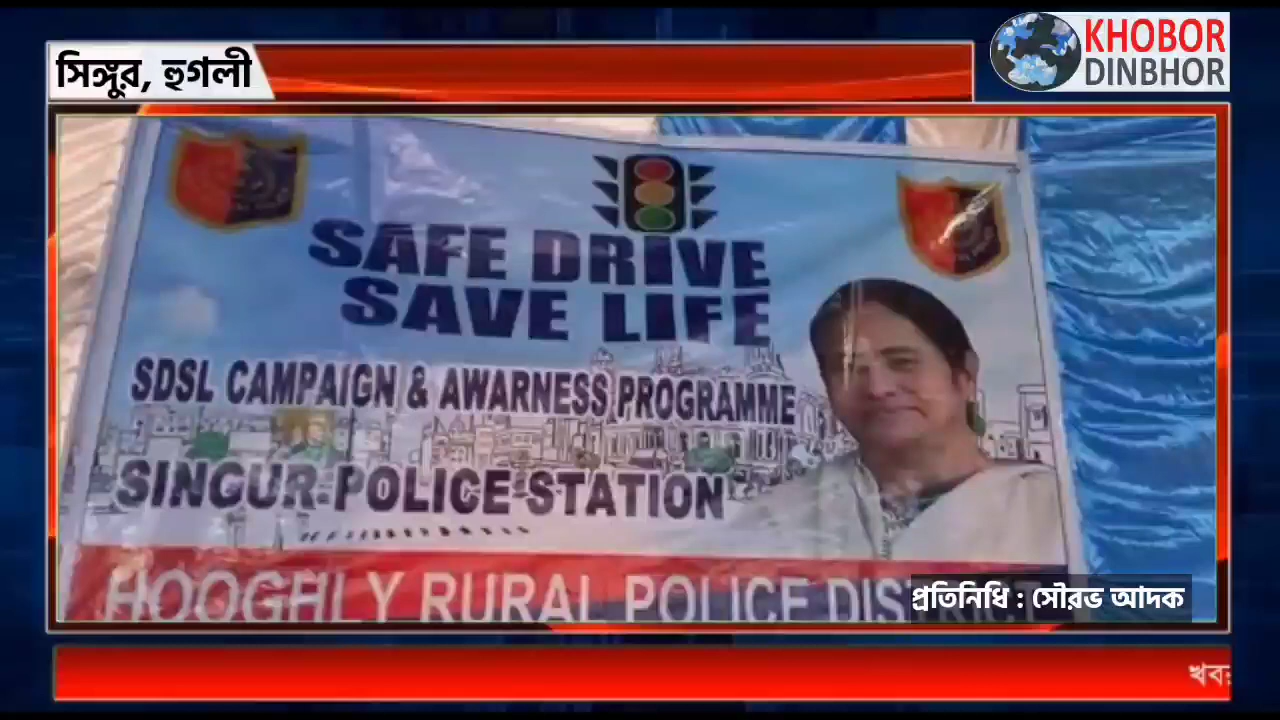 সিঙ্গুর, হুগলী
KHOBOR
DINBHOR
SAFE DRIVE
SAVE LIFE
SDSL CAMPAIGN & AWARNESS PROGRAMME
SINGUR POLICE STATION
HOOGHLY RURAL POLICE DISTRICT
প্রতিনিধি : সৌরভ আদক